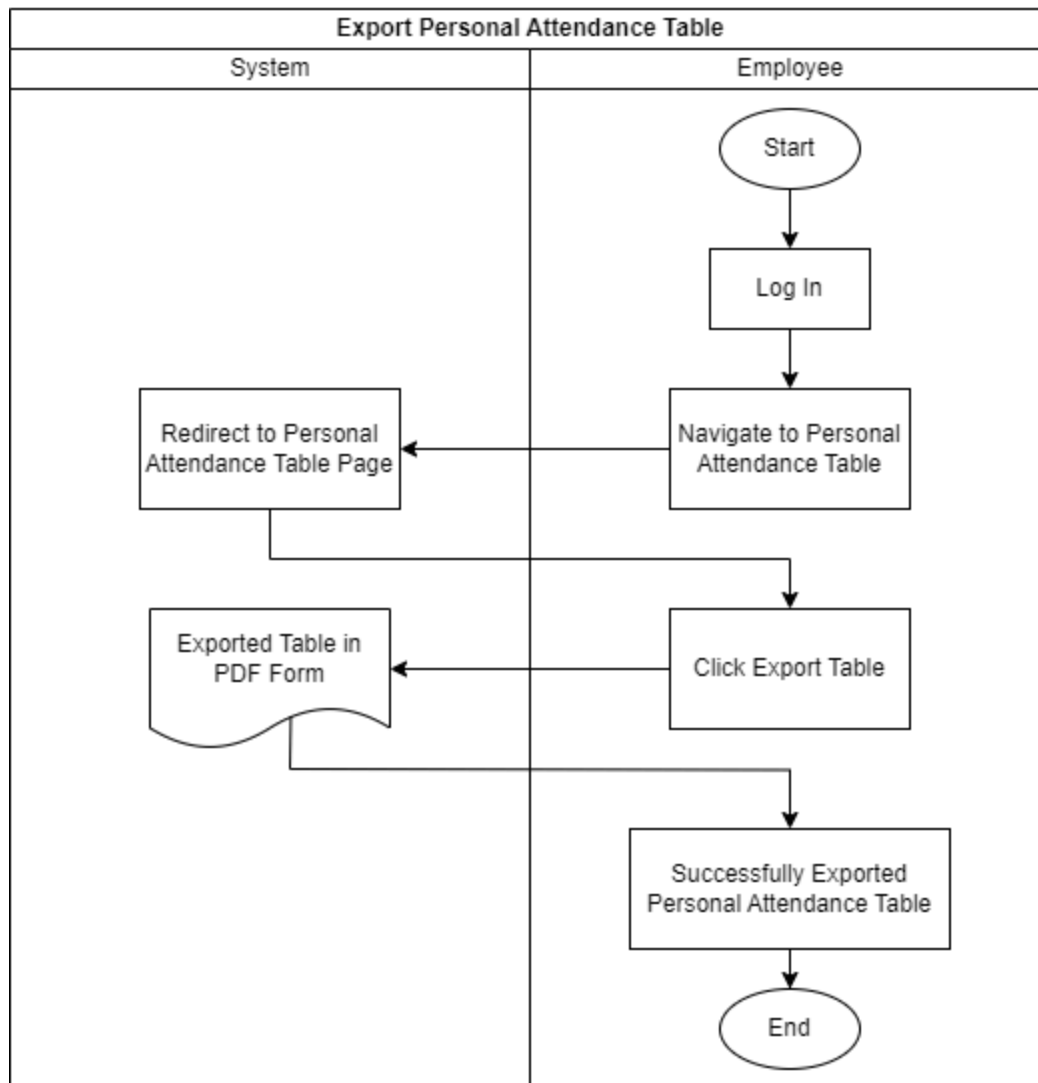 Export Personal Attendance Table
System
Employee
Start
Log In
Redirect to Personal
Attendance Table Page
Navigate to Personal
Attendance Table
Exported Table in
PDF Form
Click Export Table
Successfully Exported
Personal Attendance Table
End